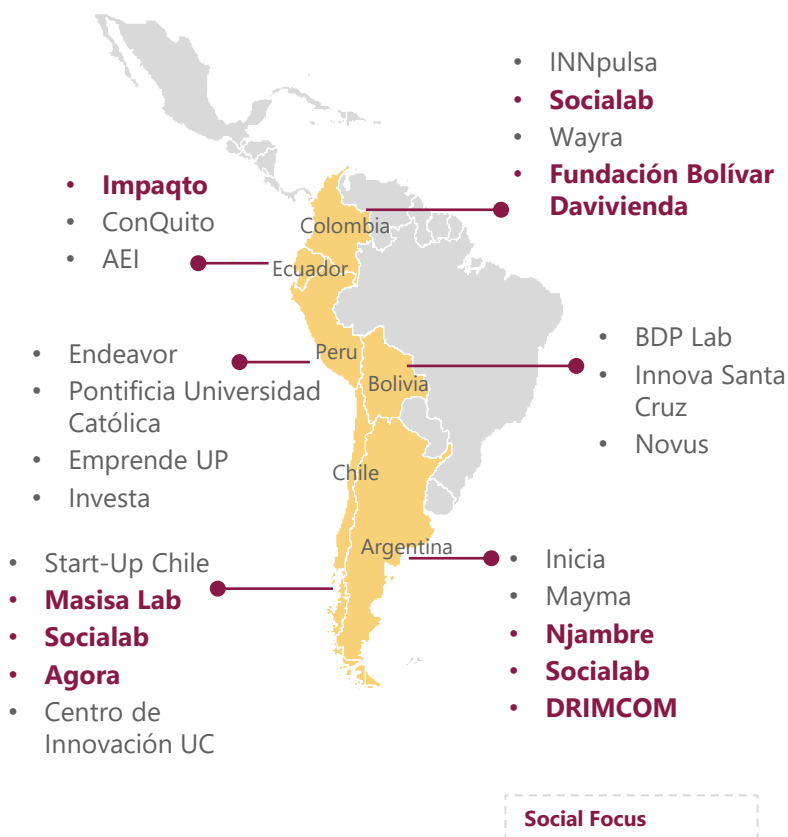 • INNpulsa
• Socialab
• Wayra
• Fundación Bolívar
Davivienda
• Impaqto
• ConQuito
• AEI
Colombia
Ecuador
• Endeavor
• Pontificia Universidad
Católica
• Emprende UP
• Investa
Peru
Bolivia
• BDP Lab
• Innova Santa
Cruz
• Novus
Chile
Argentina
• Start-Up Chile
• Masisa Lab
• Socialab
• Agora
• Centro de
Innovación UC
• Inicia
• Mayma
• Njambre
• Socialab
• DRIMCOM
Social Focus